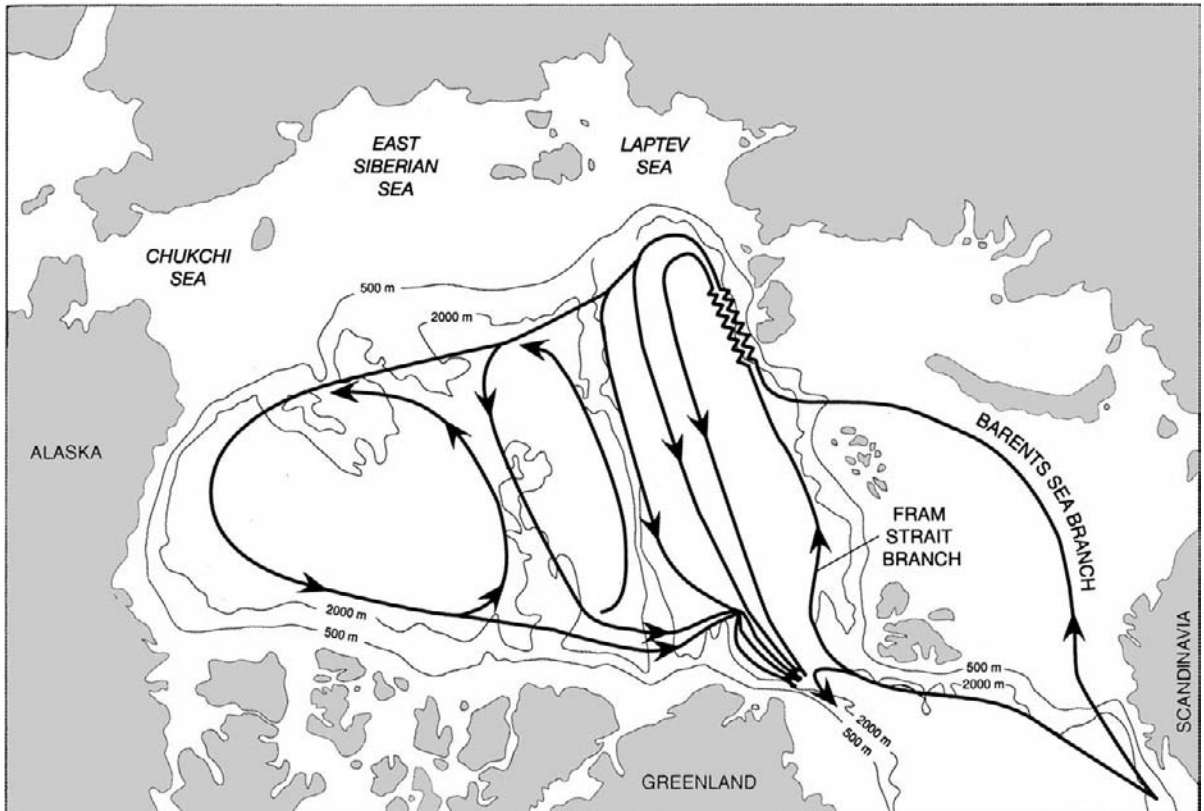 EAST
SIBERIAN
SEA
LAPTEV
SEA
CHUKCHI
SEA
500 m
2000 m
ALASKA
BARENTS SEA BRANCH
FRAM
STRAIT
BRANCH
2000 m
500 m
500 m
2000 m
2000 m
500 m
SCANDINAVIA
GREENLAND